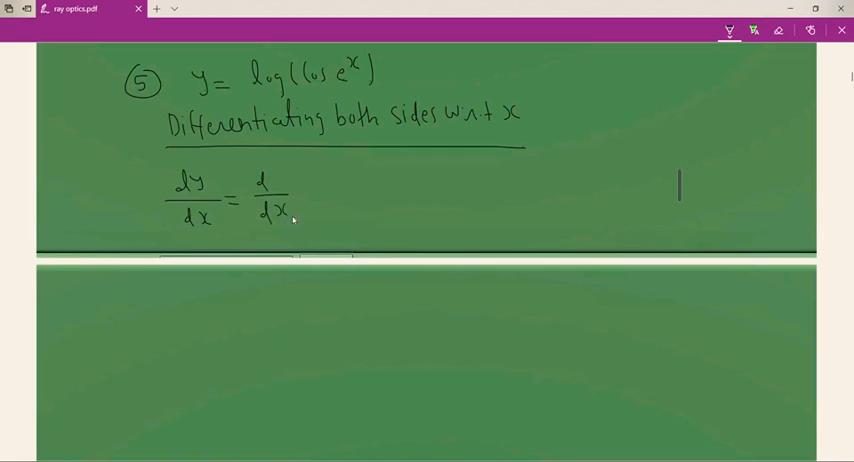 ray optics.pdf
⑤ y = log(cos e^x)
Differentiating both sides w.r.t x
dy/dx = d/dx